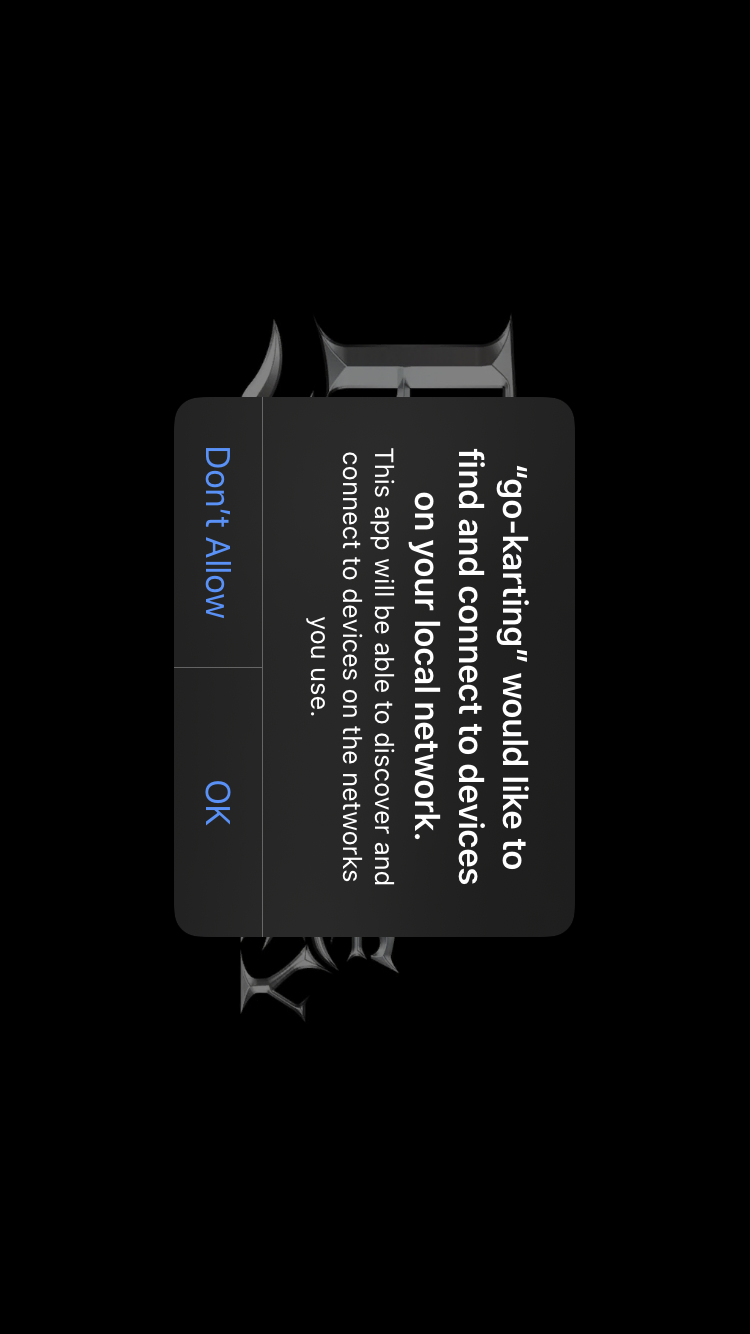 “go-karting” would like to
find and connect to devices
on your local network.
This app will be able to discover and
connect to devices on the networks
you use.
Don’t Allow
OK